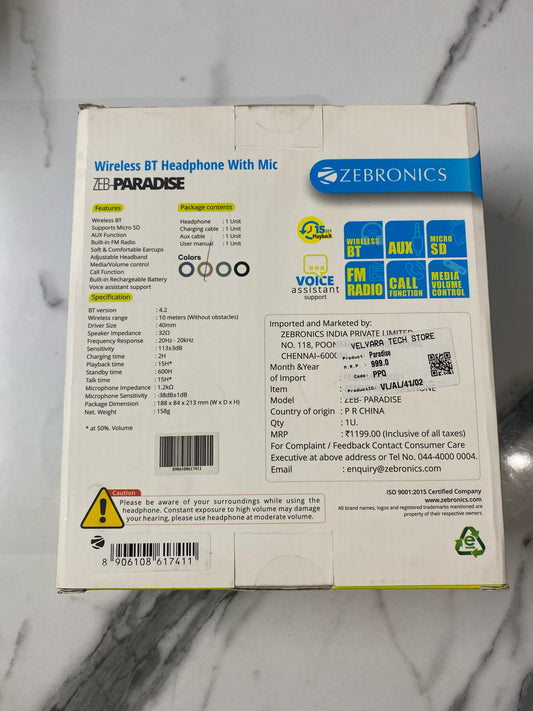 Wireless BT Headphone With Mic
ZEB-PARADISE
ZEBRONICS
Features
Wireless BT
Supports Micro SD
AUX Function
Built-in FM Radio
Soft & Comfortable Earcups
Adjustable Headband
Media/Volume control
Call Function
Built-in Rechargeable Battery
Voice assistant support
Package contents
Headphone : 1 Unit
Charging cable : 1 Unit
Aux cable : 1 Unit
User manual : 1 Unit
Colors
15H*
Playback
VOICE
assistant
support
WIRELESS
BT
AUX
MICRO
SD
FM
RADIO
CALL
FUNCTION
MEDIA
VOLUME
CONTROL
Specification
BT version : 4.2
Wireless range : 10 meters (Without obstacles)
Driver Size : 40mm
Speaker Impedance : 32Ω
Frequency Response : 20Hz - 20kHz
Sensitivity : 113±3dB
Charging time : 2H
Playback time : 15H*
Standby time : 600H
Talk time : 15H*
Microphone Impedance : 1.2kΩ
Microphone Sensitivity : -38dB±1dB
Package Dimension : 188 x 84 x 213 mm (W x D x H)
Net. Weight : 158g
* at 50%. Volume
8906108617411
Imported and Marketed by:
ZEBRONICS INDIA PRIVATE LIMITED
NO. 118,
CHENNAI-6000
Month &Year
of Import
Item
Model : ZEB- PARADISE
Country of origin : P R CHINA
Qty : 1U.
MRP : ₹1199.00 (Inclusive of all taxes)
For Complaint / Feedback Contact Consumer Care
Executive at above address or Tel No. 044-4000 0004.
Email : enquiry@zebronics.com
VELVARA TECH STORE
Product: Paradise
M.R.P.: 999.0
Code: PPQ
ProductID: VL/AL/41/02
Caution
Please be aware of your surroundings while using the
headphone. Constant exposure to high volume may damage
your hearing, please use headphone at moderate volume.
ISO 9001:2015 Certified Company
www.zebronics.com
All brand names, logos and registered trademarks mentioned are
property of their respective owners.
8 906108 617411